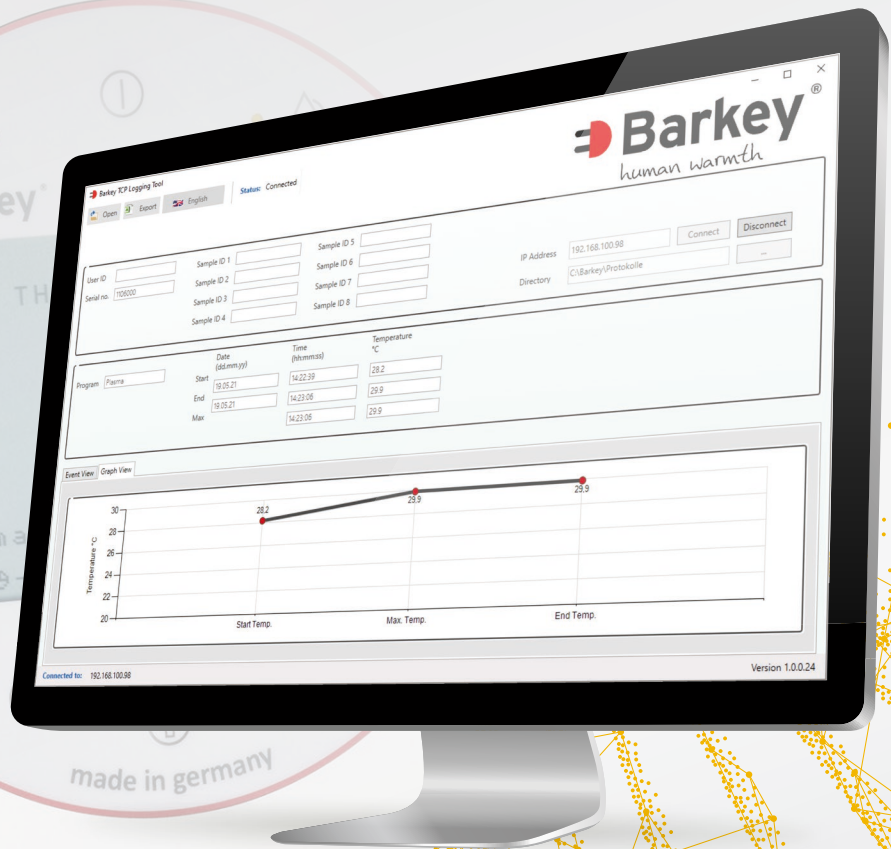 Barkey®
human warmth
Barkey TCP Logging Tool
Open Export English Status: Connected
User ID
Serial no. 1106000
Sample ID 1
Sample ID 2
Sample ID 3
Sample ID 4
Sample ID 5
Sample ID 6
Sample ID 7
Sample ID 8
IP Address 192.168.100.98 Connect Disconnect
Directory C:\Barkey\Protokolle ...
Program Plasma
Date
(dd:mm:yy)
Time
(hh:mm:ss)
Temperature
°C
Start 19.05.21 14:22:39 28.2
End 19.05.21 14:23:06 29.9
Max 14:23:06 29.9
Event View Graph View
Temperature °C
30
28
26
24
22
20
28,2
29,9
29,9
Start Temp. Max. Temp. End Temp.
Connected to: 192.168.100.98 Version 1.0.0.24
ey
TH
made in germany